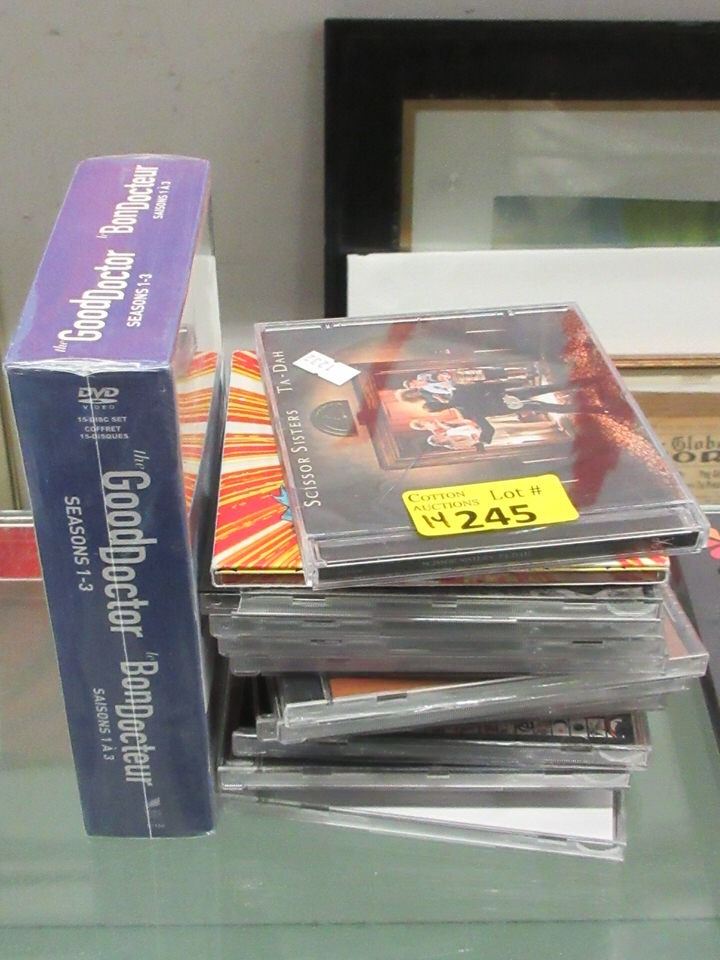 the GoodDoctor le BonDocteur
SEASONS 1-3 SAISONS 1 À 3
DVD
VIDEO
15-DISC SET
COFFRET
15-DISQUES
the GoodDoctor le BonDocteur
SEASONS 1-3 SAISONS 1 À 3
SCISSOR SISTERS TA-DAH
COTTON
AUCTIONS
Lot #
14 245
Glob